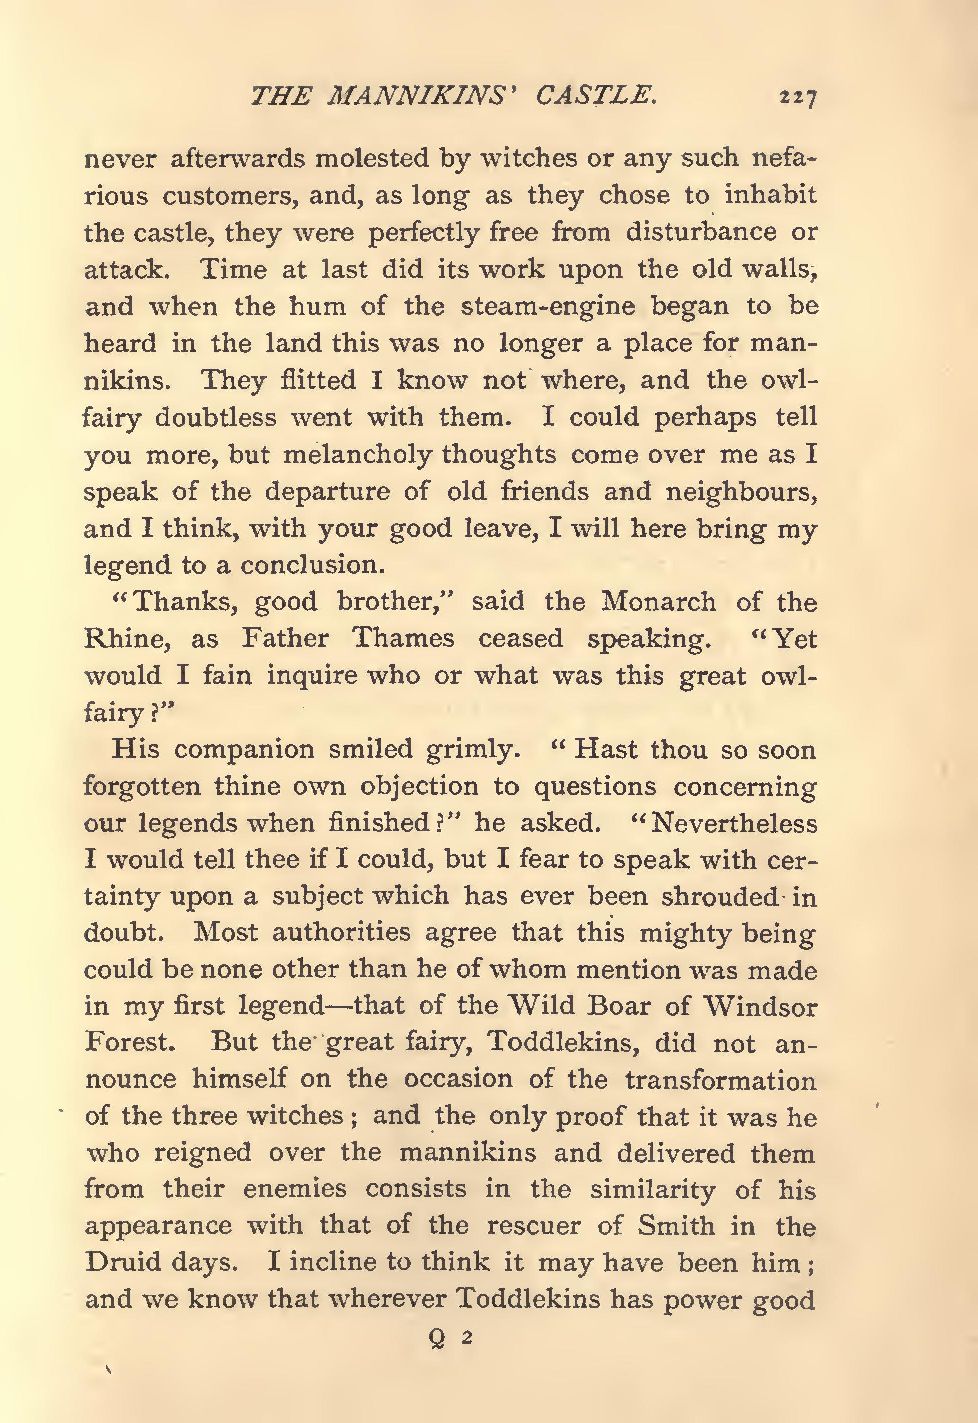 THE MANNIKINS' CASTLE. 227
never afterwards molested by witches or any such nefa-
rious customers, and, as long as they chose to inhabit
the castle, they were perfectly free from disturbance or
attack. Time at last did its work upon the old walls,
and when the hum of the steam-engine began to be
heard in the land this was no longer a place for man-
nikins. They flitted I know not where, and the owl-
fairy doubtless went with them. I could perhaps tell
you more, but melancholy thoughts come over me as I
speak of the departure of old friends and neighbours,
and I think, with your good leave, I will here bring my
legend to a conclusion.
“Thanks, good brother,” said the Monarch of the
Rhine, as Father Thames ceased speaking. “Yet
would I fain inquire who or what was this great owl-
fairy?”
His companion smiled grimly. “Hast thou so soon
forgotten thine own objection to questions concerning
our legends when finished?” he asked. “Nevertheless
I would tell thee if I could, but I fear to speak with cer-
tainty upon a subject which has ever been shrouded in
doubt. Most authorities agree that this mighty being
could be none other than he of whom mention was made
in my first legend—that of the Wild Boar of Windsor
Forest. But the great fairy, Toddlekins, did not an-
nounce himself on the occasion of the transformation
of the three witches; and the only proof that it was he
who reigned over the mannikins and delivered them
from their enemies consists in the similarity of his
appearance with that of the rescuer of Smith in the
Druid days. I incline to think it may have been him;
and we know that wherever Toddlekins has power good
Q 2